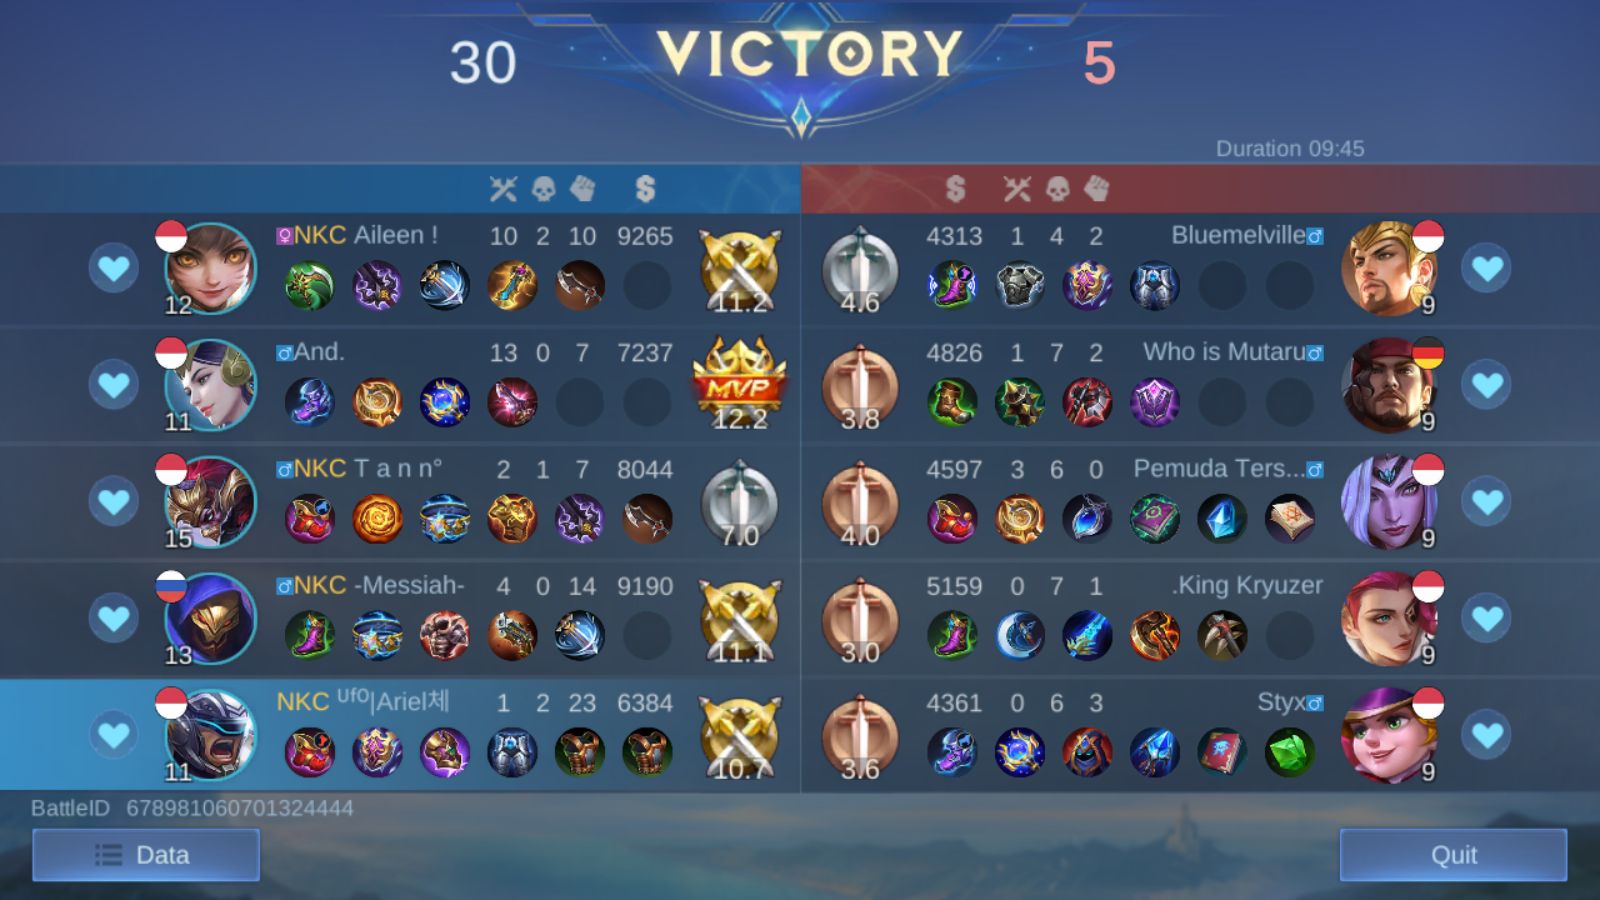 30 VICTORY 5
Duration 09:45
NKC Aileen ! 10 2 10 9265
12 11.2
4313 1 4 2 Bluemelville
4.6 9
And. 13 0 7 7237
MVP
11 12.2
4826 1 7 2 Who is Mutaru
3.8 9
NKC T a n n° 2 1 7 8044
15 7.0
4597 3 6 0 Pemuda Ters...
4.0 9
NKC -Messiah- 4 0 14 9190
13 11.1
5159 0 7 1 .King Kryuzer
3.0 9
NKC ᵁᶠᴼ|Ariel체 1 2 23 6384
11 10.7
4361 0 6 3 Styx
3.6 9
BattleID 678981060701324444
Data
Quit